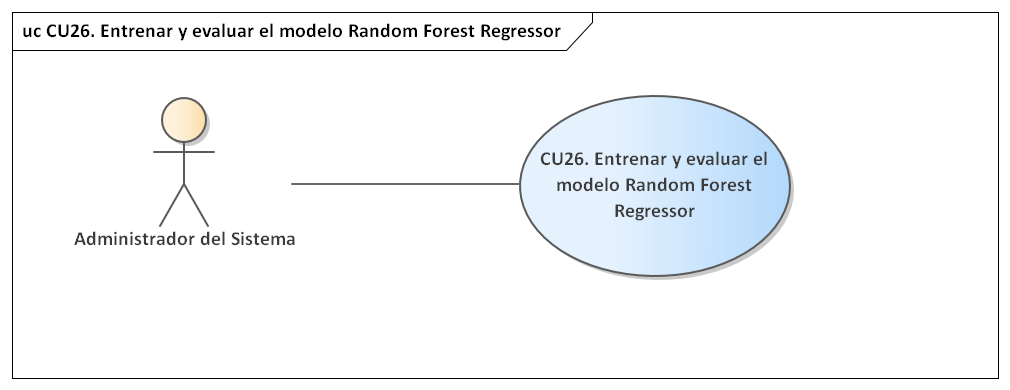 uc CU26. Entrenar y evaluar el modelo Random Forest Regressor
CU26. Entrenar y evaluar el
modelo Random Forest
Regressor
Administrador del Sistema